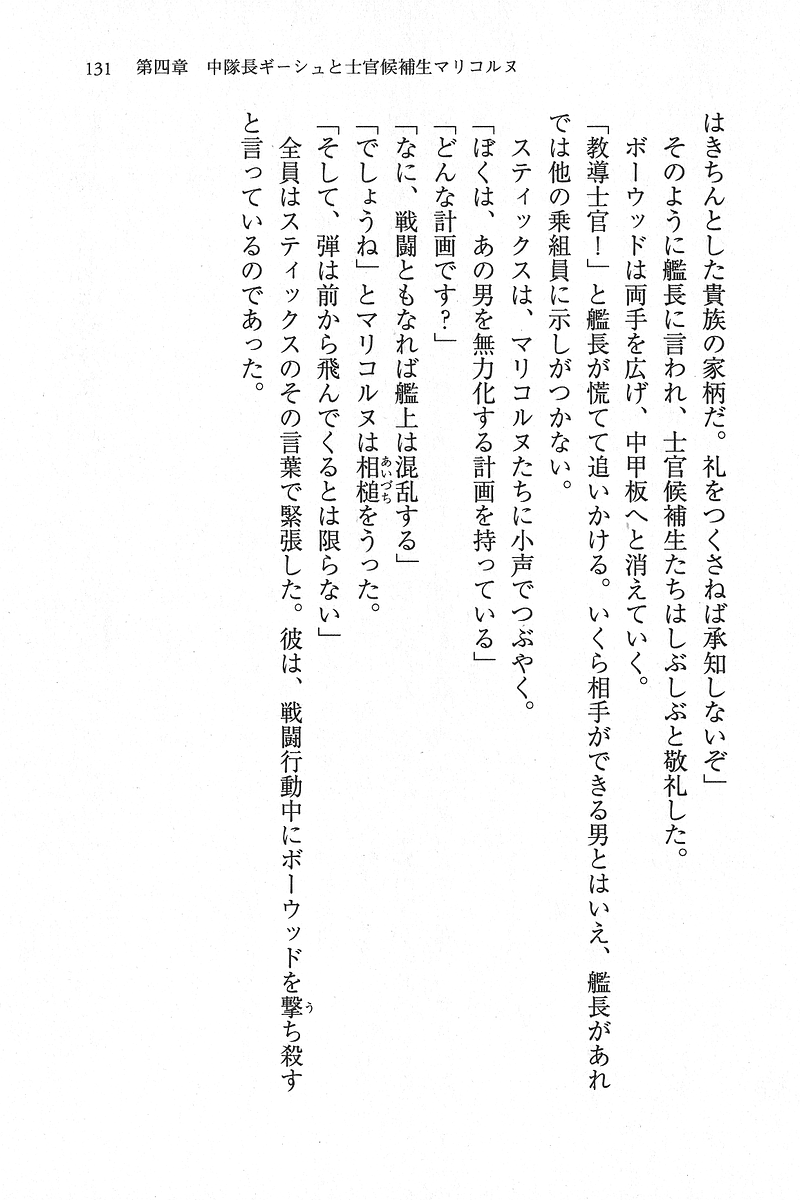 131　第四章　中隊長ギーシュと士官候補生マリコルヌ
はきちんとした貴族の家柄だ。礼をつくさねば承知しないぞ」
　そのように艦長に言われ、士官候補生たちはしぶしぶと敬礼した。
　ボーウッドは両手を広げ、中甲板へと消えていく。
「教導士官！」と艦長が慌てて追いかける。いくら相手ができる男とはいえ、艦長があれ
では他の乗組員に示しがつかない。
　スティックスは、マリコルヌたちに小声でつぶやく。
「ぼくは、あの男を無力化する計画を持っている」
「どんな計画です？」
「なに、戦闘ともなれば艦上は混乱する」
「でしょうね」とマリコルヌは相槌あいづちをうった。
「そして、弾は前から飛んでくるとは限らない」
　全員はスティックスのその言葉で緊張した。彼は、戦闘行動中にボーウッドを撃うち殺す
と言っているのであった。